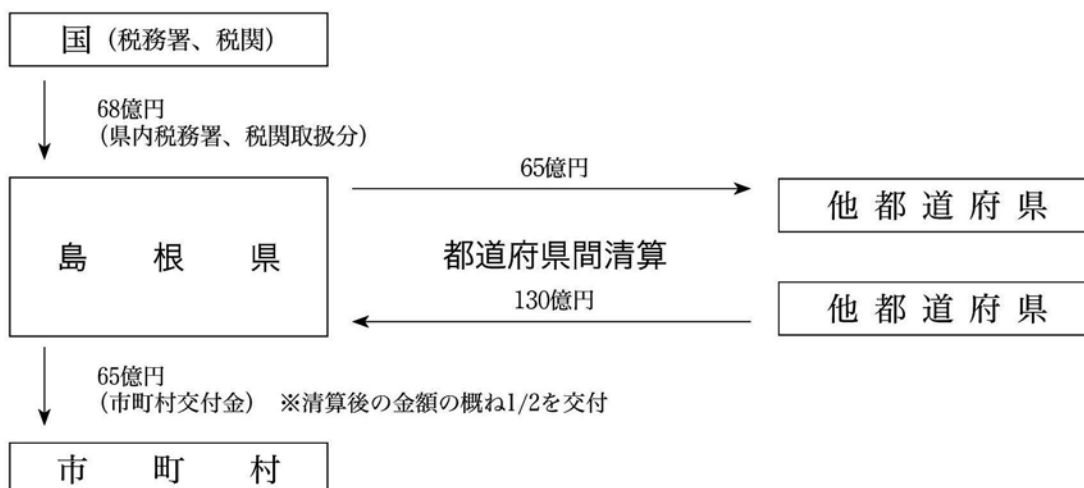 国（税務署、税関）
68億円
（県内税務署、税関取扱分）
65億円
他都道府県
島根県
都道府県間清算
130億円
他都道府県
65億円
（市町村交付金）　※清算後の金額の概ね1/2を交付
市町村